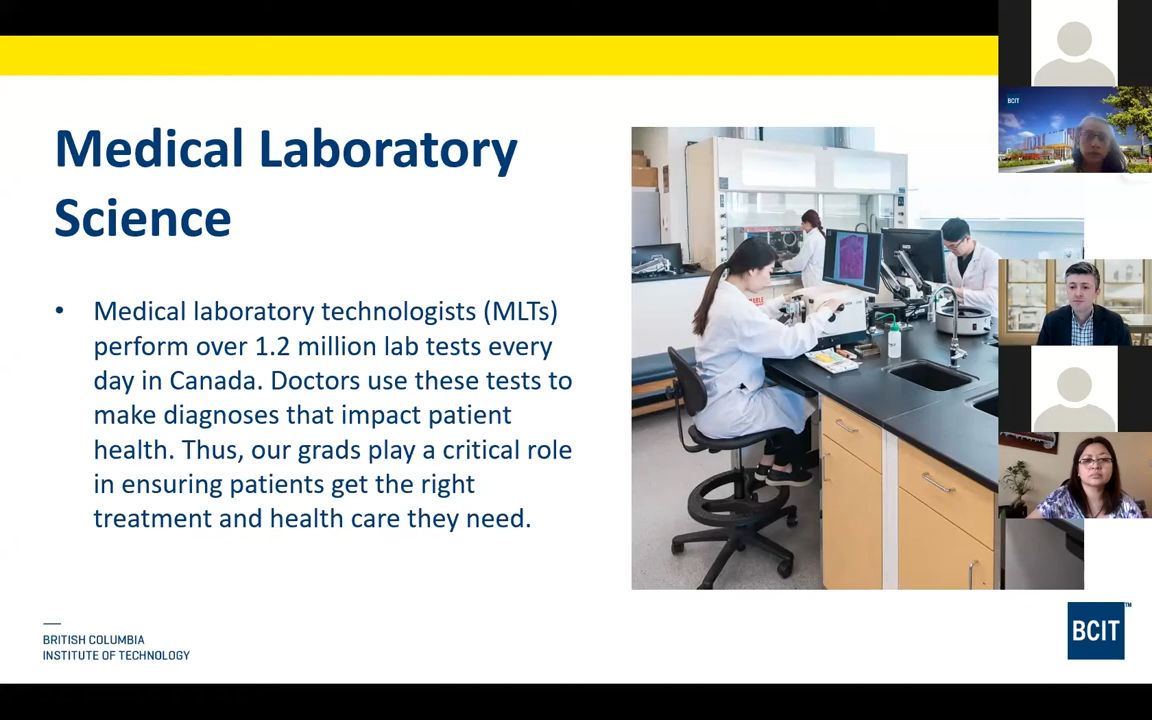 Medical Laboratory
Science
• Medical laboratory technologists (MLTs)
perform over 1.2 million lab tests every
day in Canada. Doctors use these tests to
make diagnoses that impact patient
health. Thus, our grads play a critical role
in ensuring patients get the right
treatment and health care they need.
BRITISH COLUMBIA
INSTITUTE OF TECHNOLOGY
BCIT
BCIT™